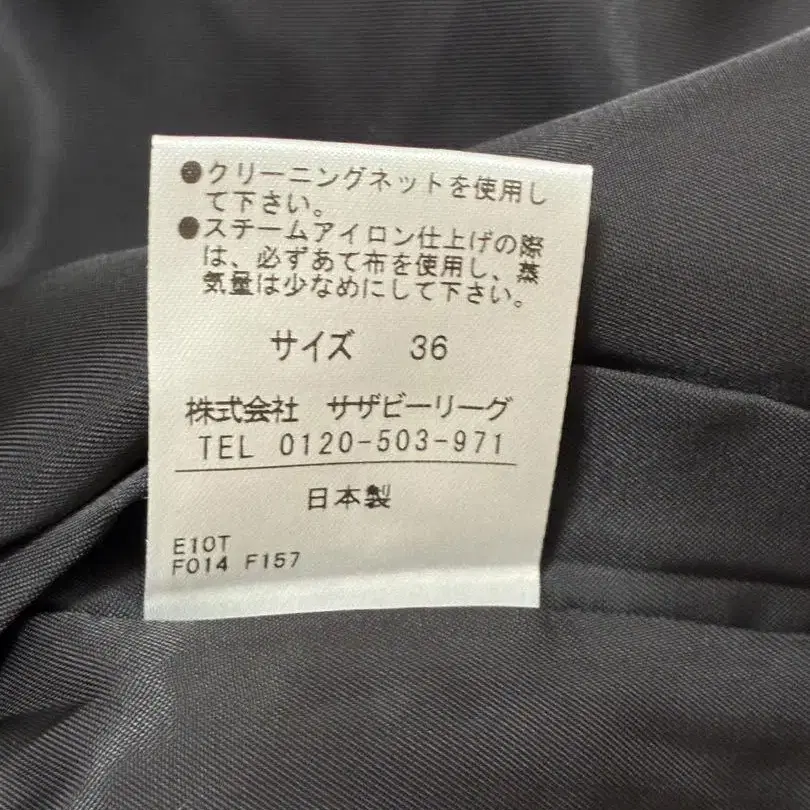 ●クリーニングネットを使用し
て下さい。
●スチームアイロン仕上げの際
は、必ずあて布を使用し、蒸
気量は少なめにして下さい。
サイズ 36
株式会社 サザビーリーグ
TEL 0120-503-971
日本製
E10T
F014 F157